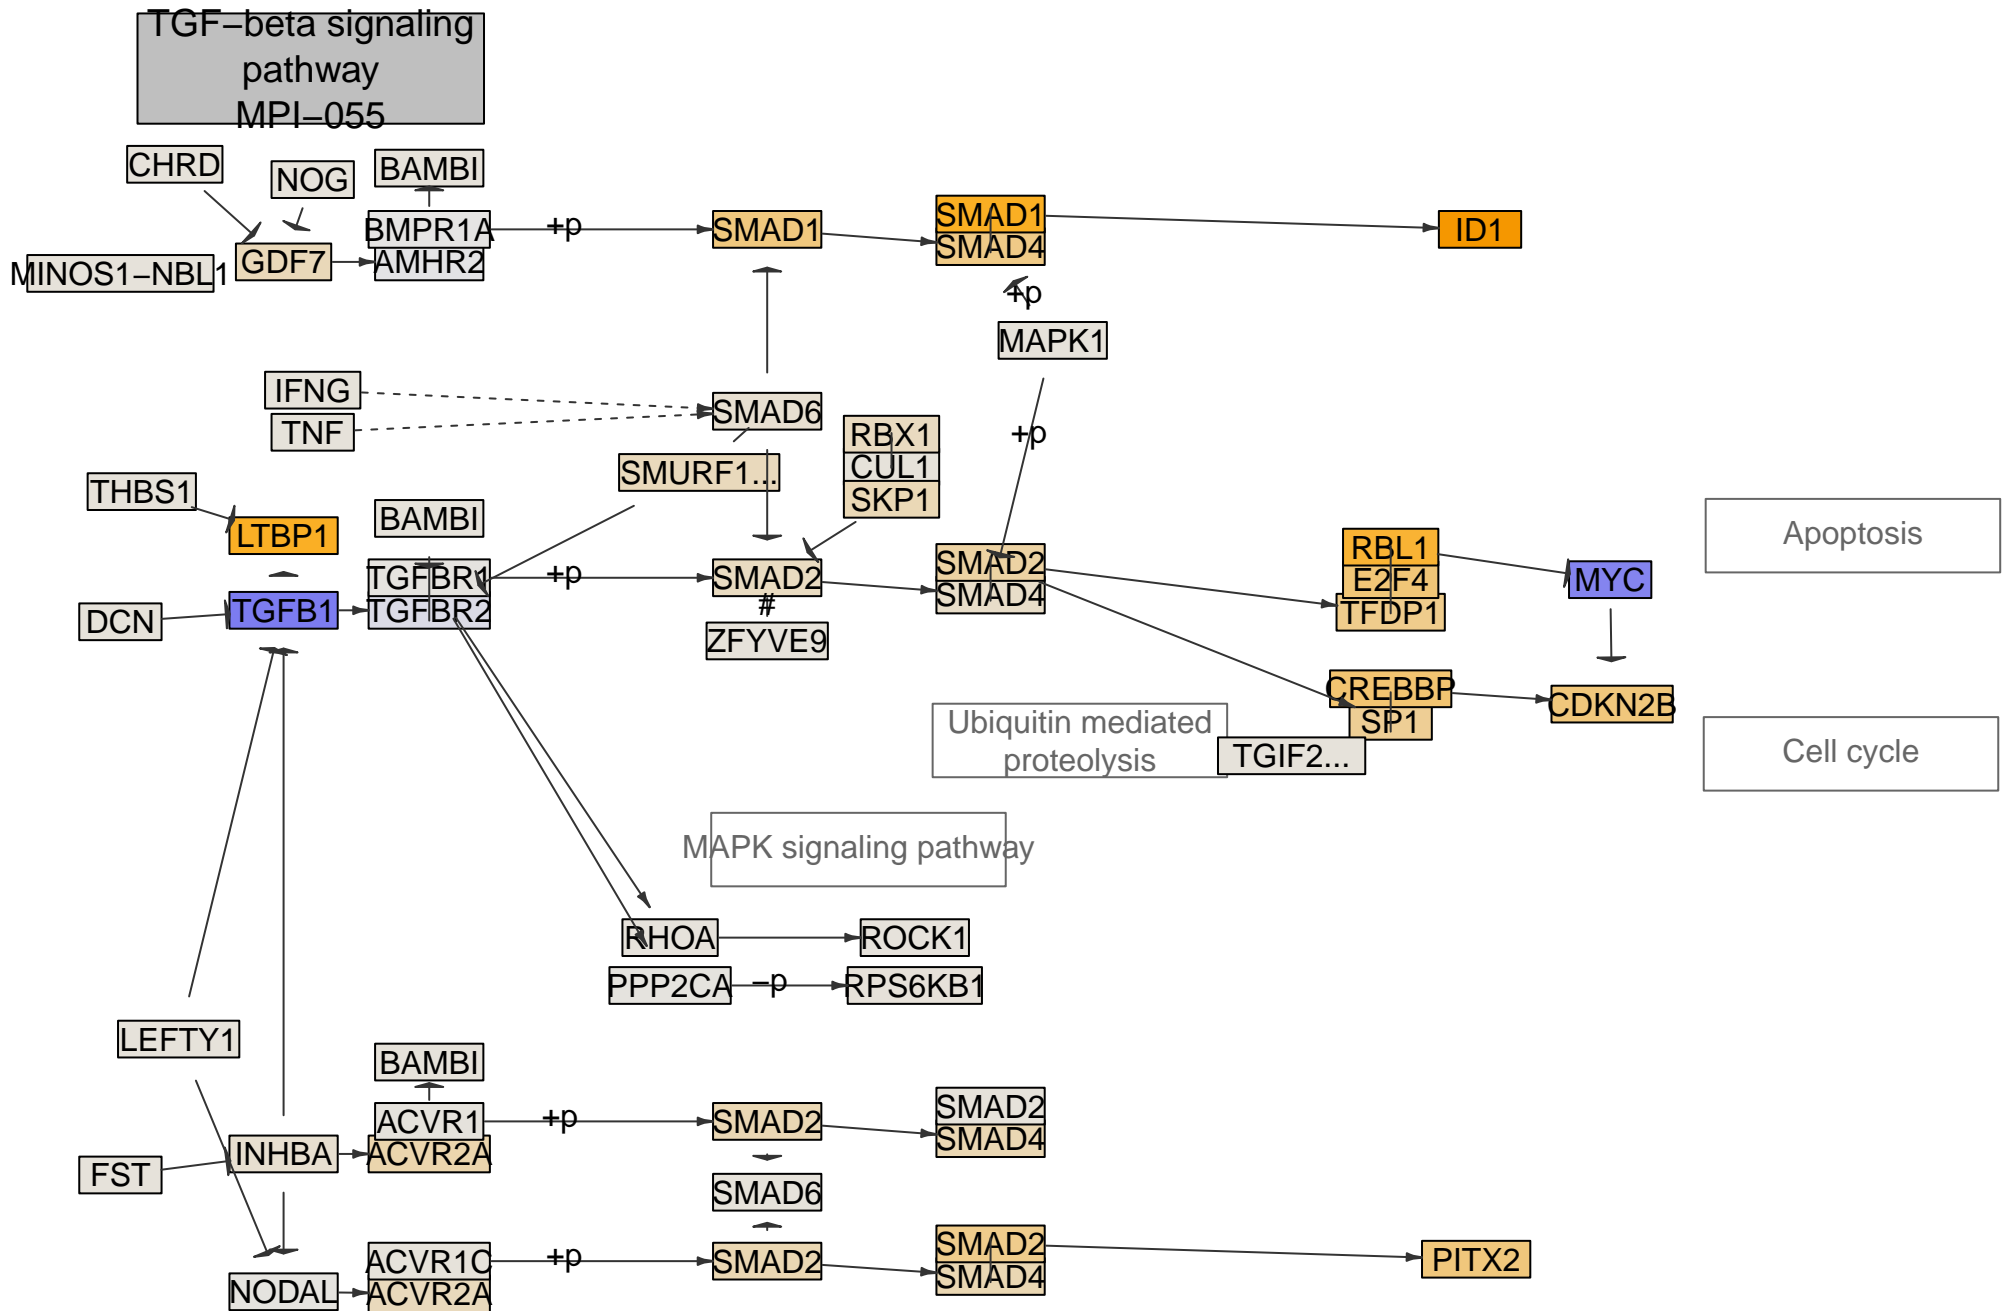 TGF−beta signaling
pathway
MPI−055
CHRD
NOG
BAMBI
BMPR1A
+p
SMAD1
SMAD1
ID1
MINOS1−NBL1
GDF7
AMHR2
SMAD4
+p
MAPK1
IFNG
SMAD6
TNF
RBX1
+p
SMURF1...
CUL1
THBS1
SKP1
LTBP1
BAMBI
RBL1
Apoptosis
TGFBR1
+p
SMAD2
SMAD2
E2F4
MYC
DCN
TGFB1
TGFBR2
#
SMAD4
TFDP1
ZFYVE9
CREBBP
CDKN2B
Ubiquitin mediated
proteolysis
SP1
TGIF2...
Cell cycle
MAPK signaling pathway
RHOA
ROCK1
PPP2CA
−p
RPS6KB1
LEFTY1
BAMBI
ACVR1
+p
SMAD2
SMAD2
FST
INHBA
ACVR2A
SMAD4
SMAD6
ACVR1C
+p
SMAD2
SMAD2
PITX2
NODAL
ACVR2A
SMAD4